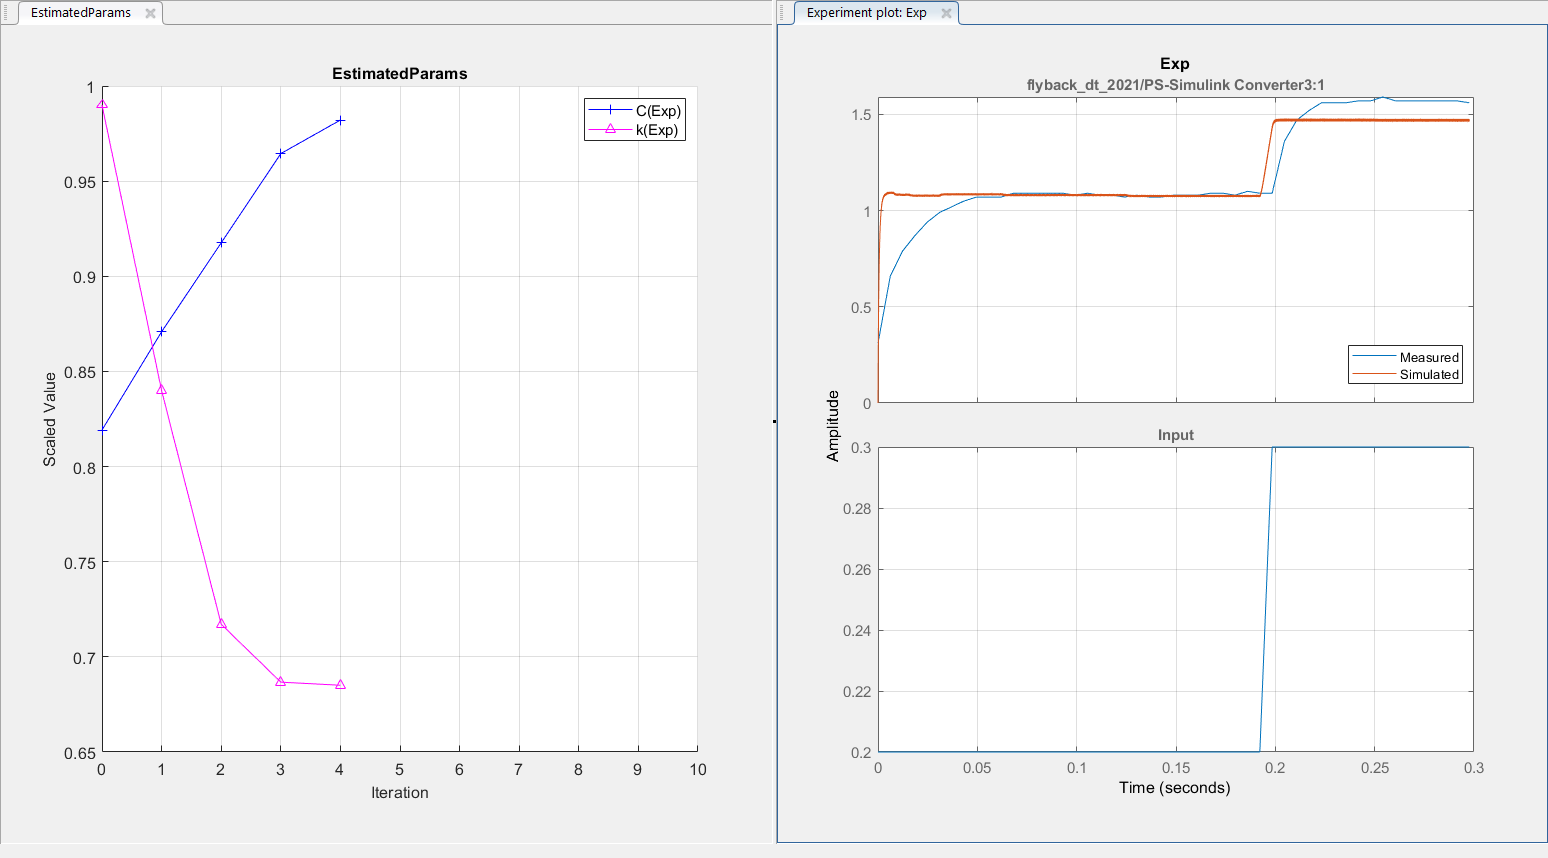 EstimatedParams
EstimatedParams
C(Exp)
k(Exp)
1
0.95
0.9
0.85
0.8
0.75
0.7
0.65
Scaled Value
0 1 2 3 4 5 6 7 8 9 10
Iteration
Experiment plot: Exp
Exp
flyback_dt_2021/PS-Simulink Converter3:1
1.5
1
0.5
0
Measured
Simulated
Amplitude
Input
0.3
0.28
0.26
0.24
0.22
0.2
0 0.05 0.1 0.15 0.2 0.25 0.3
Time (seconds)